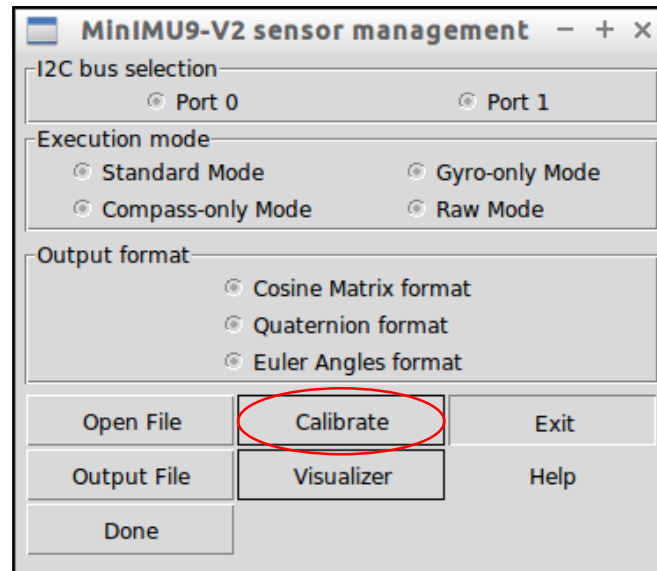 MinIMU9-V2 sensor management
I2C bus selection
Port 0 Port 1
Execution mode
Standard Mode Gyro-only Mode
Compass-only Mode Raw Mode
Output format
Cosine Matrix format
Quaternion format
Euler Angles format
Open File Calibrate Exit
Output File Visualizer Help
Done